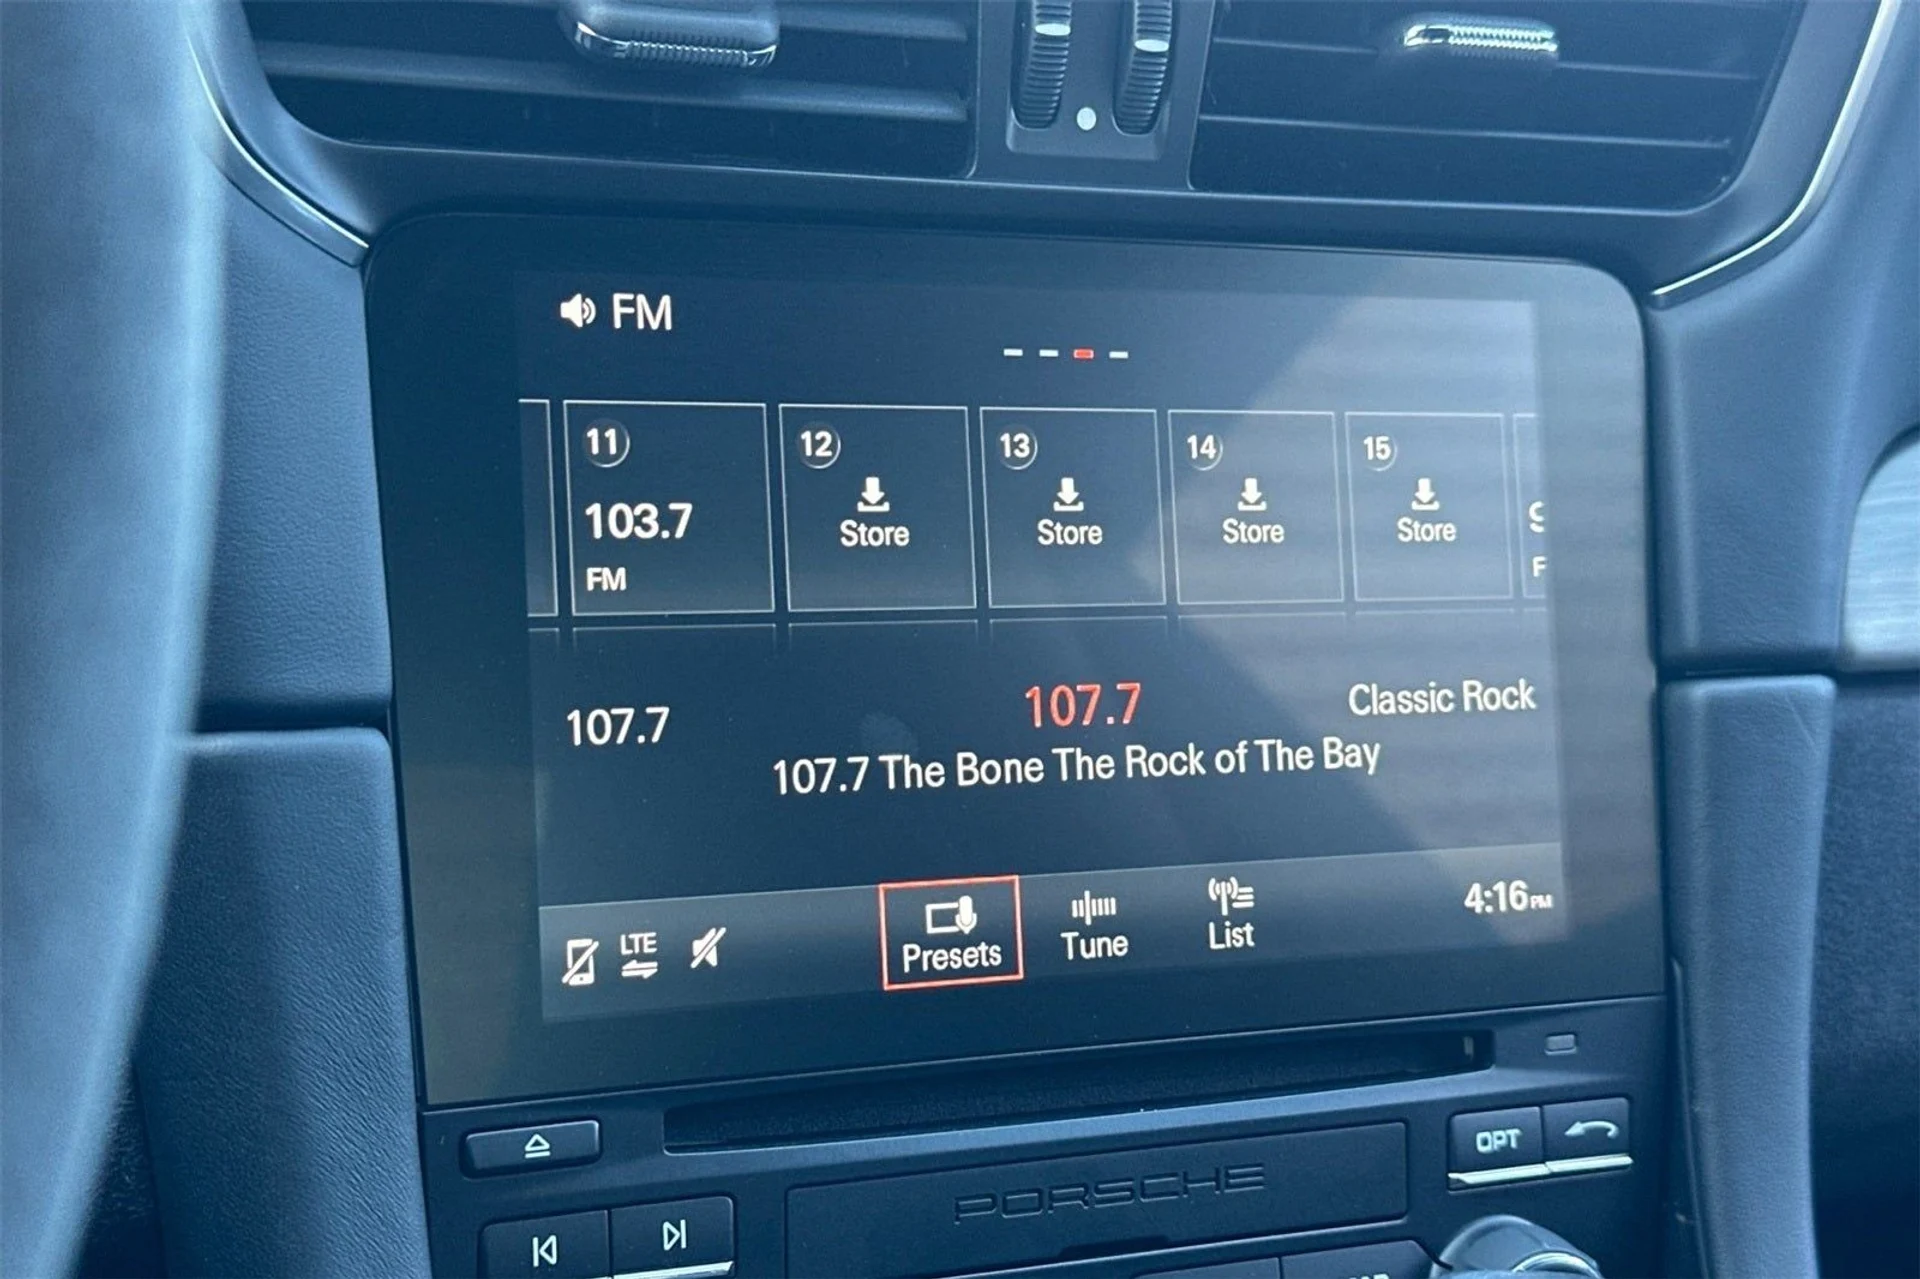 FM
11
103.7
FM
12
Store
13
Store
14
Store
15
Store
107.7
107.7
Classic Rock
107.7 The Bone The Rock of The Bay
LTE
Presets
Tune
List
4:16 PM
OPT
PORSCHE